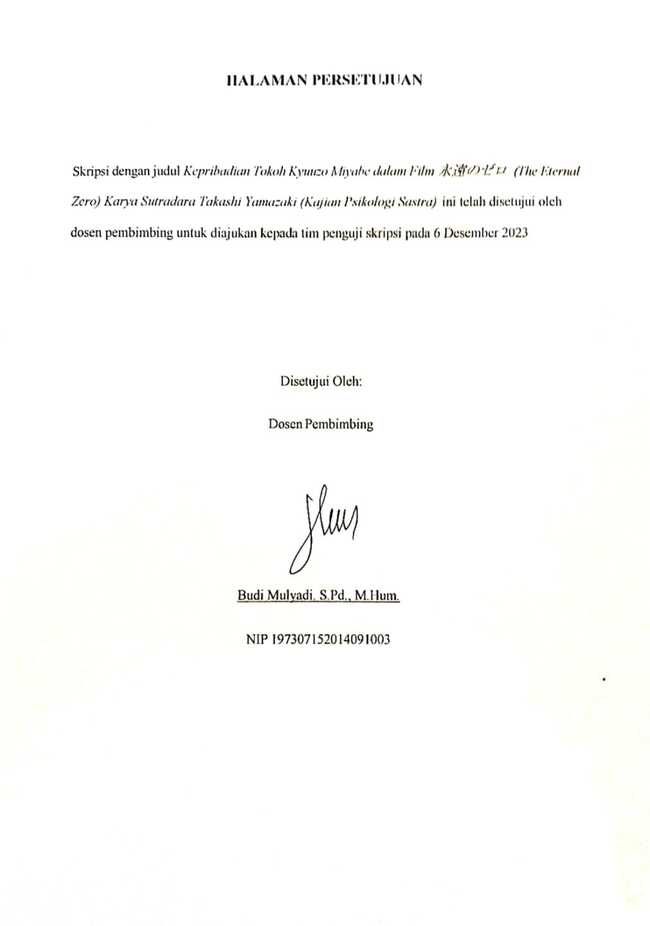 HALAMAN PERSETUJUAN
Skripsi dengan judul Kepribadian Tokoh Kyuuzo Miyabe dalam Film 永遠のゼロ (The Eternal
Zero) Karya Sutradara Takashi Yamazaki (Kajian Psikologi Sastra) ini telah disetujui oleh
dosen pembimbing untuk diajukan kepada tim penguji skripsi pada 6 Desember 2023
Disetujui Oleh:
Dosen Pembimbing
Budi Mulyadi. S.Pd., M.Hum.
NIP 197307152014091003